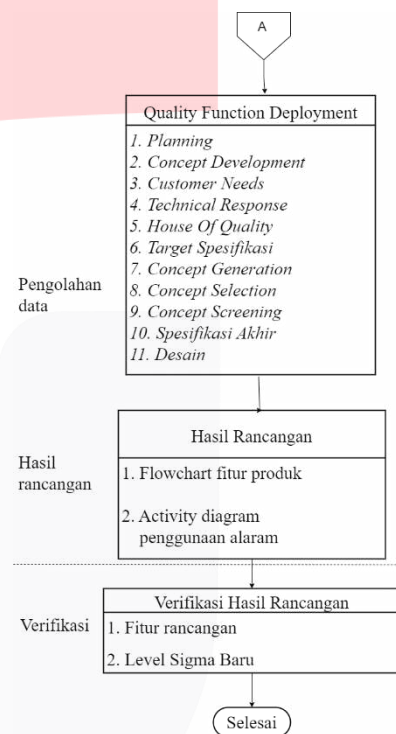 A
Quality Function Deployment
1. Planning
2. Concept Development
3. Customer Needs
4. Technical Response
5. House Of Quality
6. Target Spesifikasi
7. Concept Generation
8. Concept Selection
9. Concept Screening
10. Spesifikasi Akhir
11. Desain
Pengolahan
data
Hasil Rancangan
1. Flowchart fitur produk
2. Activity diagram
penggunaan alaram
Hasil
rancangan
Verifikasi Hasil Rancangan
1. Fitur rancangan
2. Level Sigma Baru
Verifikasi
Selesai